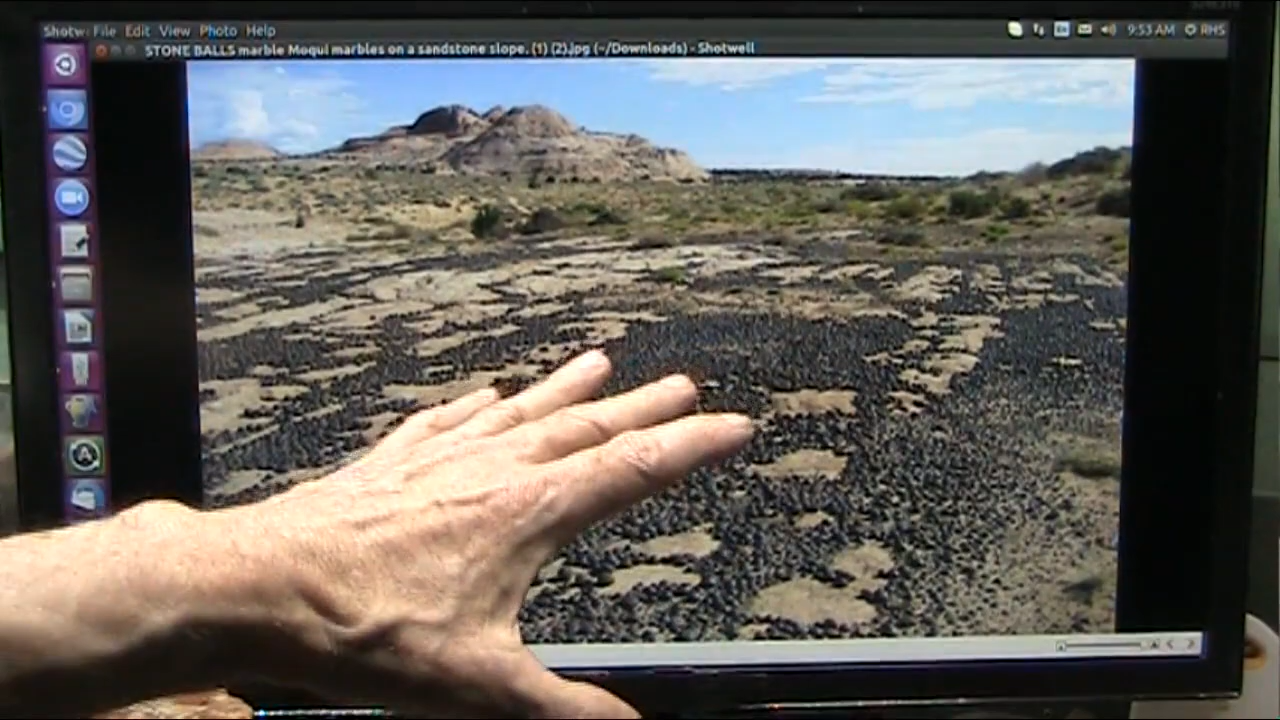 Shotw File Edit View Photo Help 9:53 AM RHS
STONE BALLS marble Moqui marbles on a sandstone slope. (1) (2).jpg (~/Downloads) - Shotwell